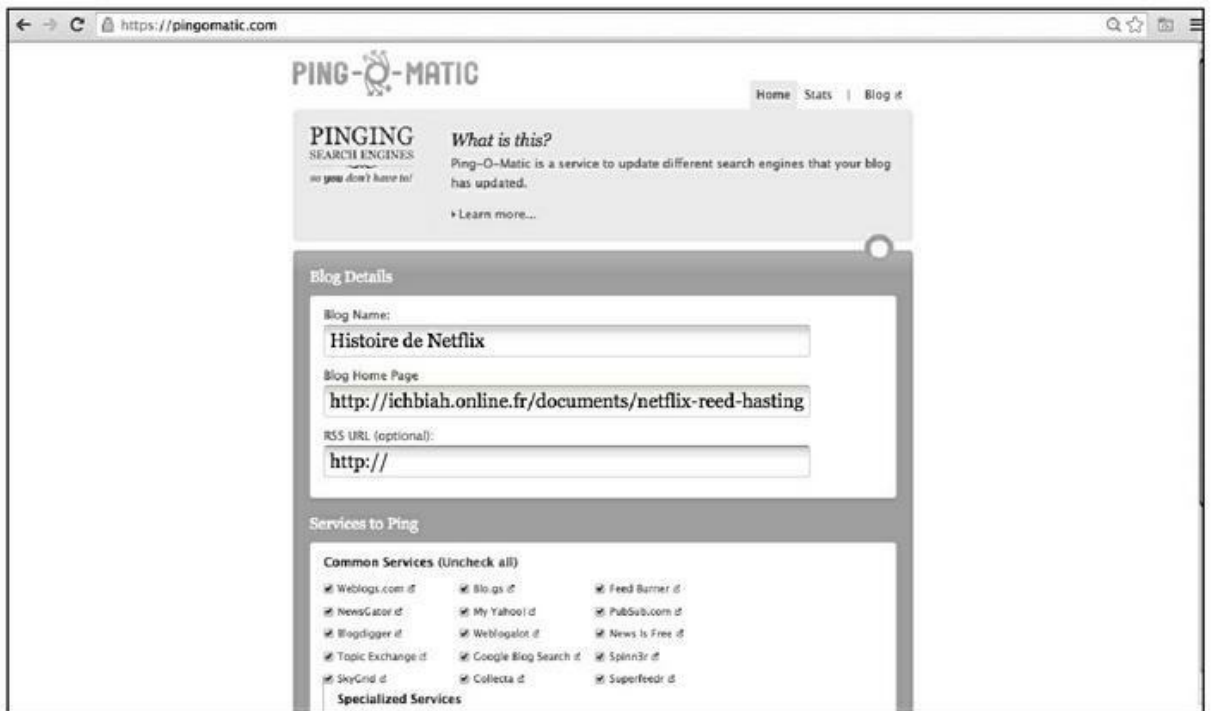 https://pingomatic.com
PING-O-MATIC
Home Stats | Blog
PINGING
SEARCH ENGINES
so you don't have to!
What is this?
Ping-O-Matic is a service to update different search engines that your blog
has updated.
Learn more...
Blog Details
Blog Name:
Histoire de Netflix
Blog Home Page
http://ichbiah.online.fr/documents/netflix-reed-hasting
RSS URL (optional):
http://
Services to Ping
Common Services (Uncheck all)
Weblogs.com Blo.gs Feed Burner
NewsGator My Yahoo! PubSub.com
Blogdigger Weblogalot News Is Free
Topic Exchange Google Blog Search Spinn3r
SkyGrid Collecta Superfeedr
Specialized Services